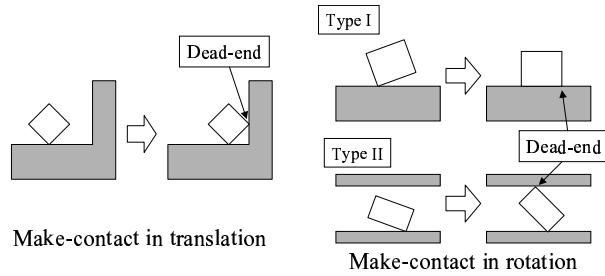 Dead-end
Make-contact in translation
Type I
Type II
Dead-end
Make-contact in rotation